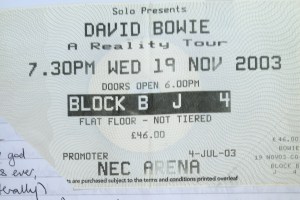 Solo Presents
DAVID BOWIE
A Reality Tour
7.30PM WED 19 NOV 2003
DOORS OPEN 6.00PM
BLOCK B J 4
FLAT FLOOR - NOT TIERED
£46.00
PROMOTER 4-JUL-03
NEC ARENA
are purchased subject to the terms and conditions printed overleaf
£46.00
BOWIE
19 NOV03
BLOCK
B
god
ever,